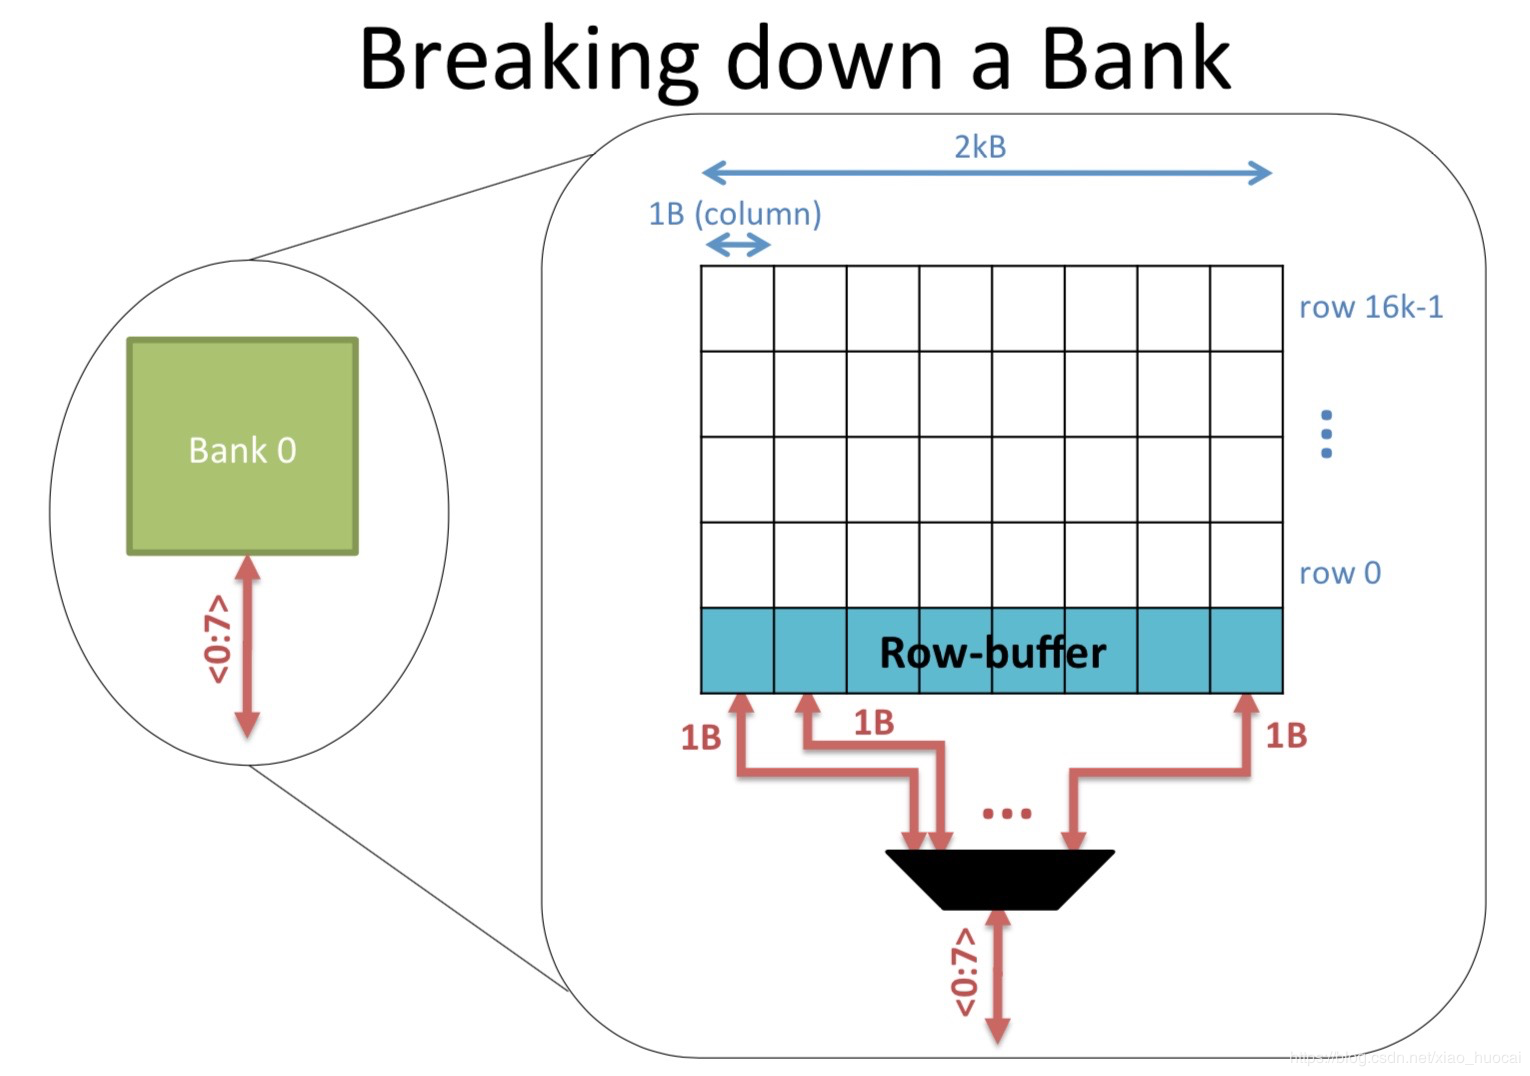 Breaking down a Bank
2kB
1B (column)
row 16k-1
Bank 0
row 0
<0:7>
Row-buffer
1B
1B
1B
<0:7>
https://blog.csdn.net/xiao_huocai